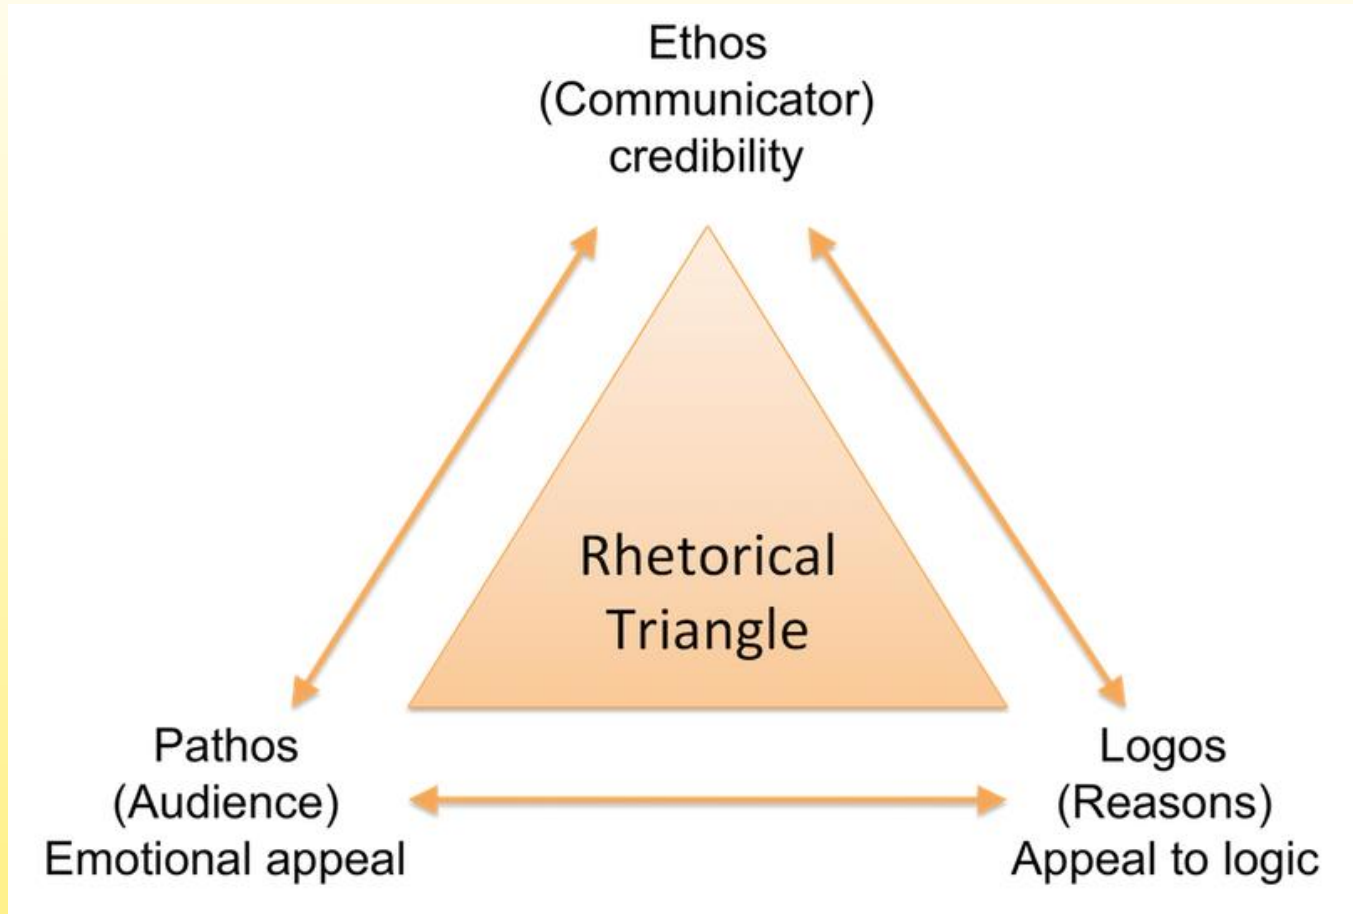 Ethos
(Communicator)
credibility
Rhetorical
Triangle
Pathos
(Audience)
Emotional appeal
Logos
(Reasons)
Appeal to logic